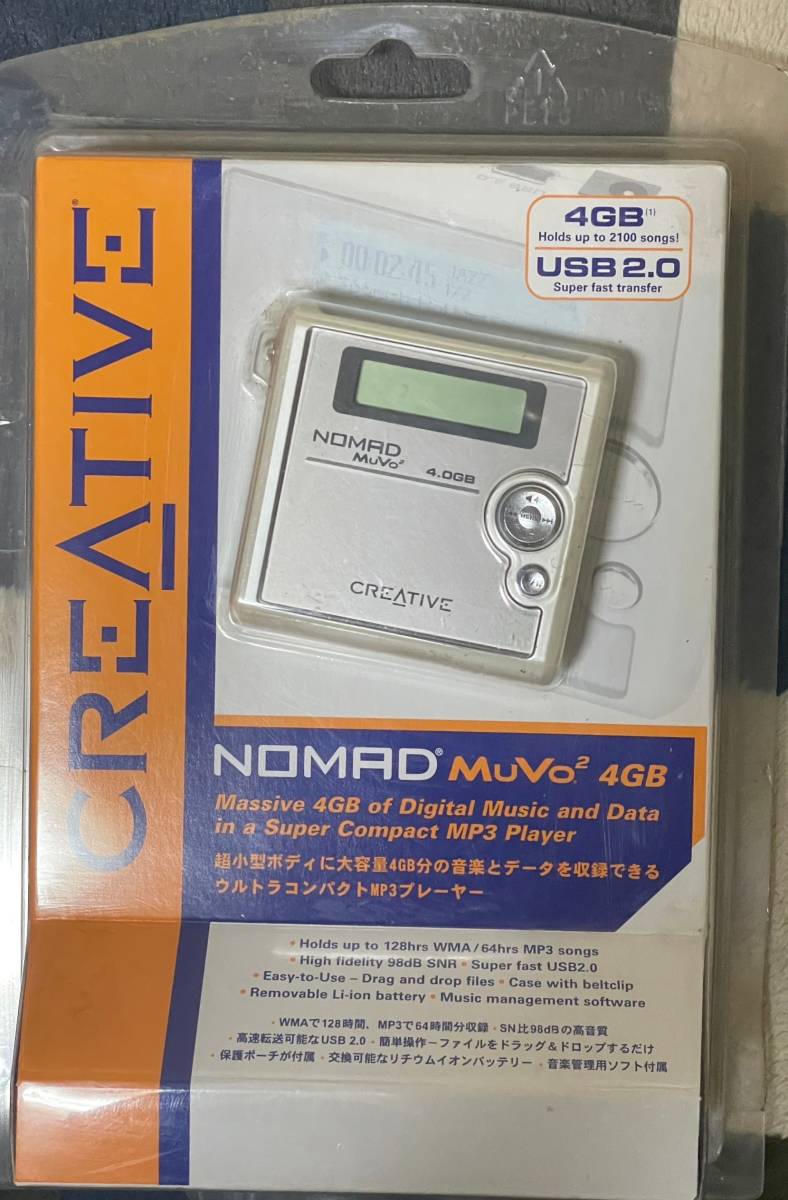 CREATIVE®
4GB(1)
Holds up to 2100 songs!
USB 2.0
Super fast transfer
00:02:15 JAZZ
NOMAD
MuVo²
4.0GB
MENU
CREATIVE
NOMAD® MuVo² 4GB
Massive 4GB of Digital Music and Data
in a Super Compact MP3 Player
超小型ボディに大容量4GB分の音楽とデータを収録できる
ウルトラコンパクトMP3プレーヤー
• Holds up to 128hrs WMA/64hrs MP3 songs
• High fidelity 98dB SNR • Super fast USB2.0
• Easy-to-Use – Drag and drop files • Case with beltclip
• Removable Li-ion battery • Music management software
・WMAで128時間、MP3で64時間分収録・SN比98dBの高音質
・高速転送可能なUSB 2.0・簡単操作－ファイルをドラッグ＆ドロップするだけ
・保護ポーチが付属・交換可能なリチウムイオンバッテリー・音楽管理用ソフト付属